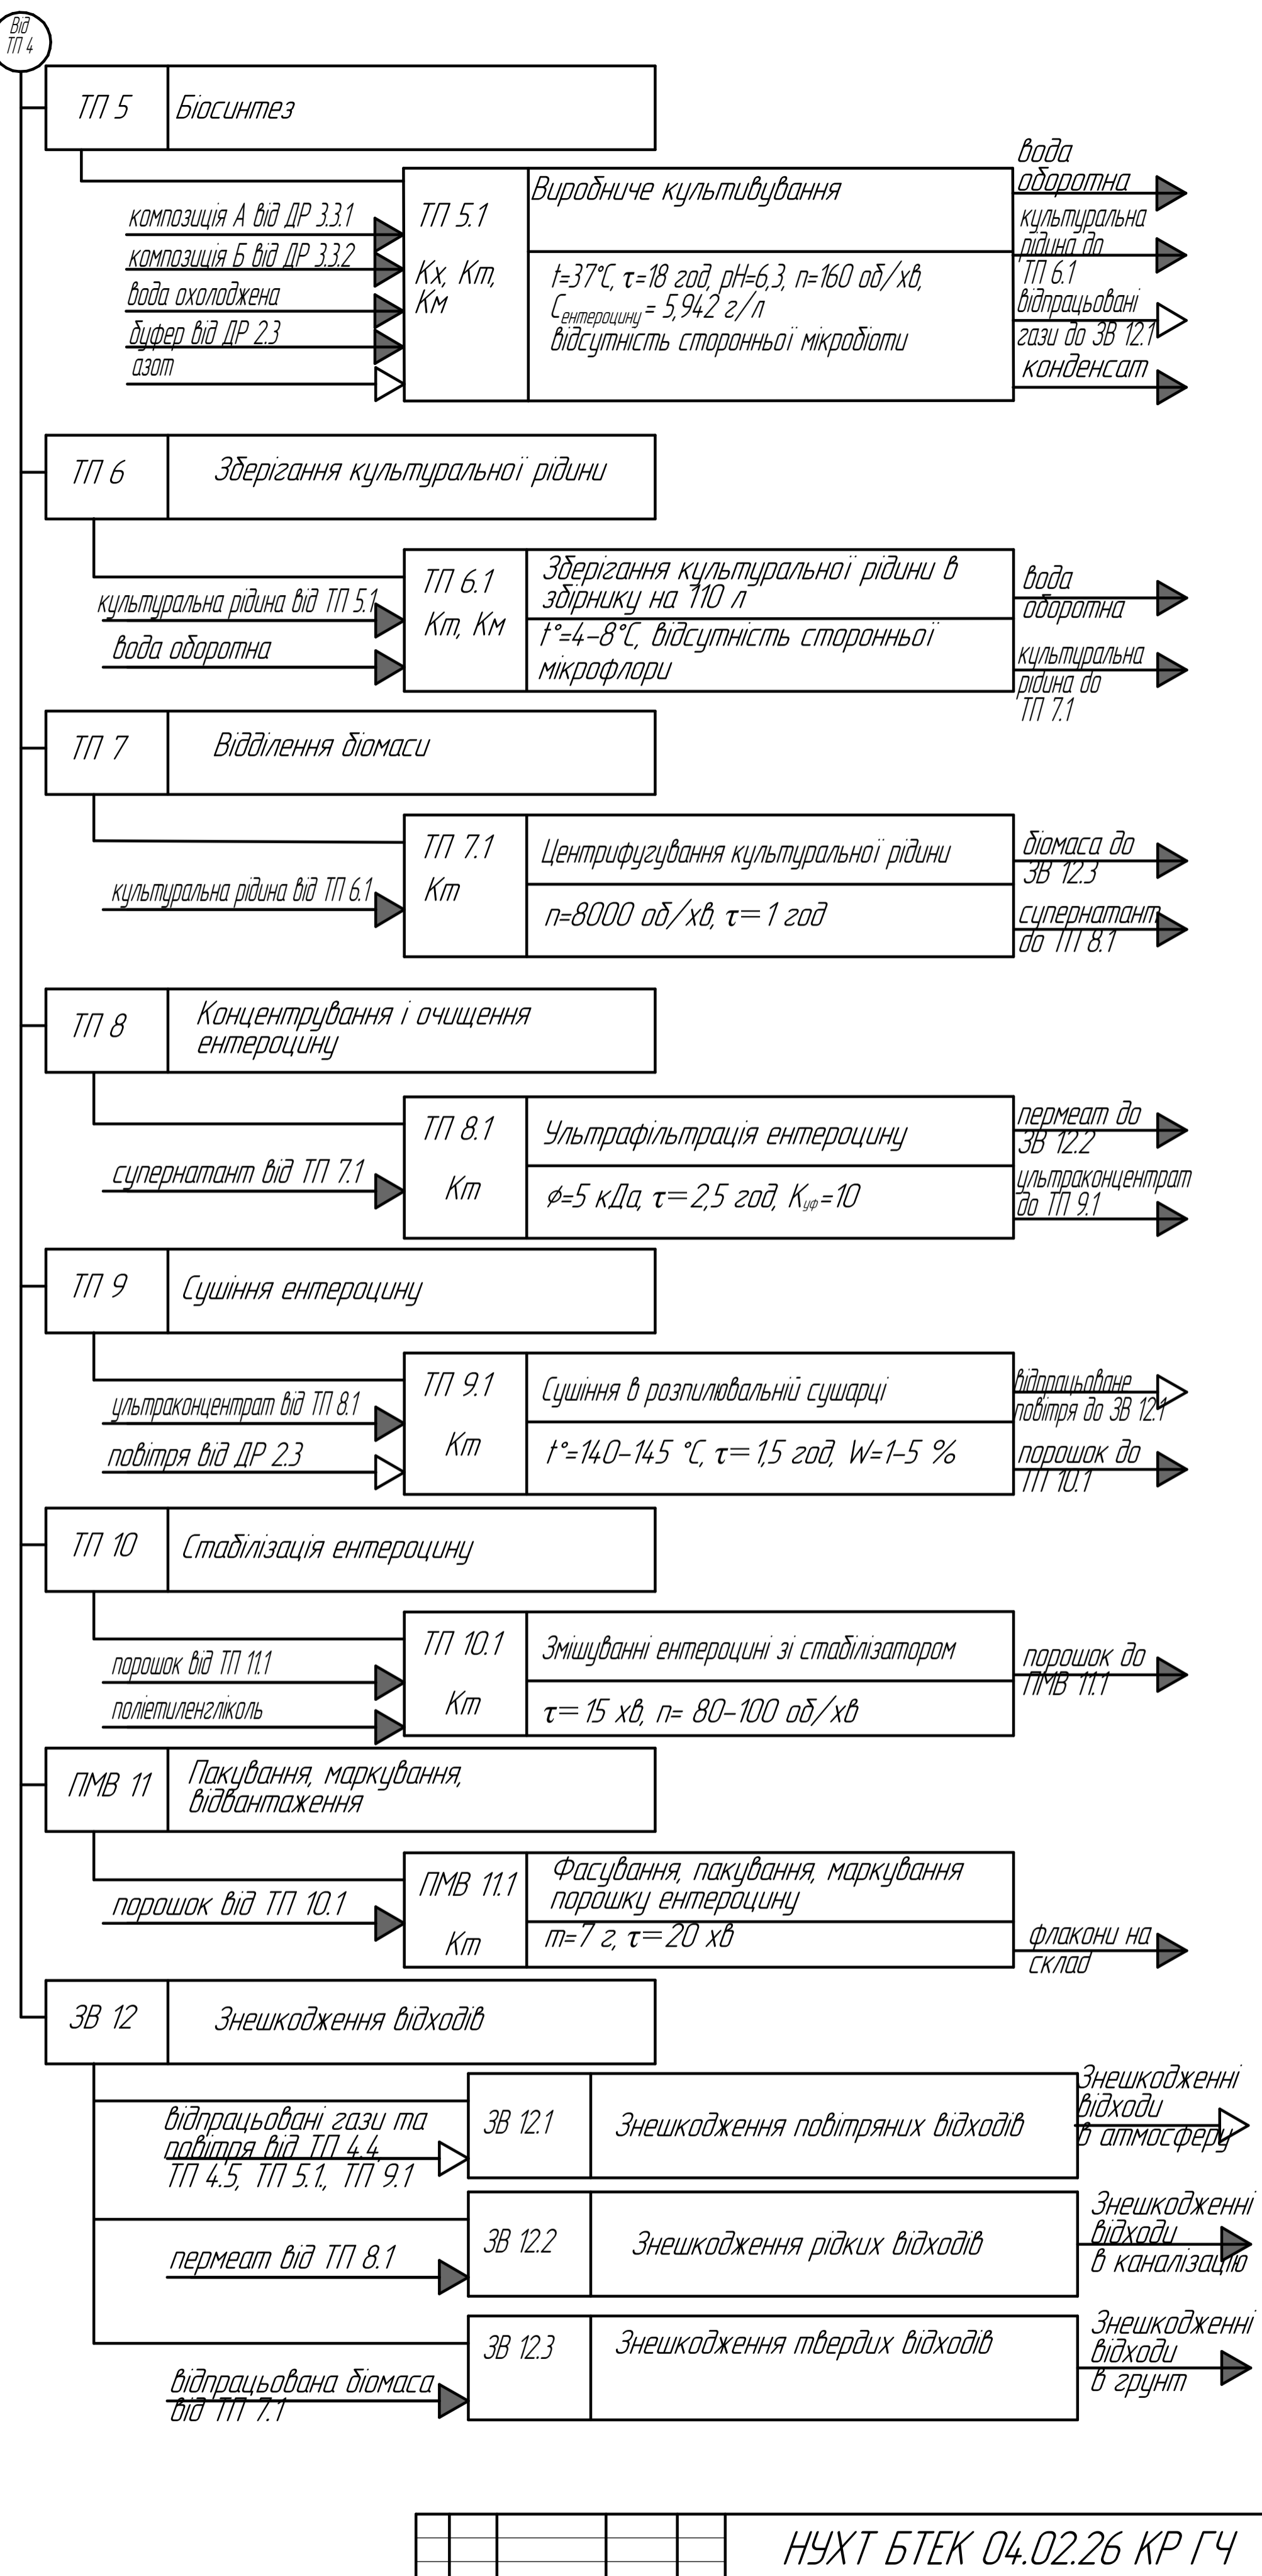 Від
ТП 4
ТП 5
Біосинтез
композиція А від ДР 3.3.1
композиція Б від ДР 3.3.2
вода охолоджена
буфер від ДР 2.3
азот
ТП 5.1
Кх, Кт,
Км
Виробниче культивування
t=37°С, τ=18 год, рН=6,3, n=160 об/хв,
Сентероцину = 5,942 г/л
відсутність сторонньої мікробіоти
вода
оборотна
культуральна
рідина до
ТП 6.1
відпрацьовані
гази до ЗВ 12.1
конденсат
ТП 6
Зберігання культуральної рідини
культуральна рідина від ТП 5.1
вода оборотна
ТП 6.1
Кт, Км
Зберігання культуральної рідини в
збірнику на 110 л
t°=4-8°С, відсутність сторонньої
мікрофлори
вода
оборотна
культуральна
рідина до
ТП 7.1
ТП 7
Відділення біомаси
культуральна рідина від ТП 6.1
ТП 7.1
Кт
Центрифугування культуральної рідини
n=8000 об/хв, τ=1 год
біомаса до
ЗВ 12.3
супернатант
до ТП 8.1
ТП 8
Концентрування і очищення
ентероцину
супернатант від ТП 7.1
ТП 8.1
Кт
Ультрафільтрація ентероцину
ϕ=5 кДа, τ=2,5 год, Куф=10
пермеат до
ЗВ 12.2
ультраконцентрат
до ТП 9.1
ТП 9
Сушіння ентероцину
ультраконцентрат від ТП 8.1
повітря від ДР 2.3
ТП 9.1
Кт
Сушіння в розпилювальній сушарці
t°=140-145 °С, τ=1,5 год, W=1-5 %
відпрацьоване
повітря до ЗВ 12.1
порошок до
ТП 10.1
ТП 10
Стабілізація ентероцину
порошок від ТП 11.1
поліетиленгліколь
ТП 10.1
Кт
Змішуванні ентероцині зі стабілізатором
τ=15 хв, n= 80-100 об/хв
порошок до
ПМВ 11.1
ПМВ 11
Пакування, маркування,
відвантаження
порошок від ТП 10.1
ПМВ 11.1
Кт
Фасування, пакування, маркування
порошку ентероцину
m=7 г, τ=20 хв
флакони на
склад
ЗВ 12
Знешкодження відходів
відпрацьовані гази та
повітря від ТП 4.4,
ТП 4.5, ТП 5.1., ТП 9.1
ЗВ 12.1
Знешкодження повітряних відходів
Знешкодженні
відходи
в атмосферу
пермеат від ТП 8.1
ЗВ 12.2
Знешкодження рідких відходів
Знешкодженні
відходи
в каналізацію
відпрацьована біомаса
від ТП 7.1
ЗВ 12.3
Знешкодження твердих відходів
Знешкодженні
відходи
в грунт
НУХТ БТЕК 04.02.26 КР ГЧ